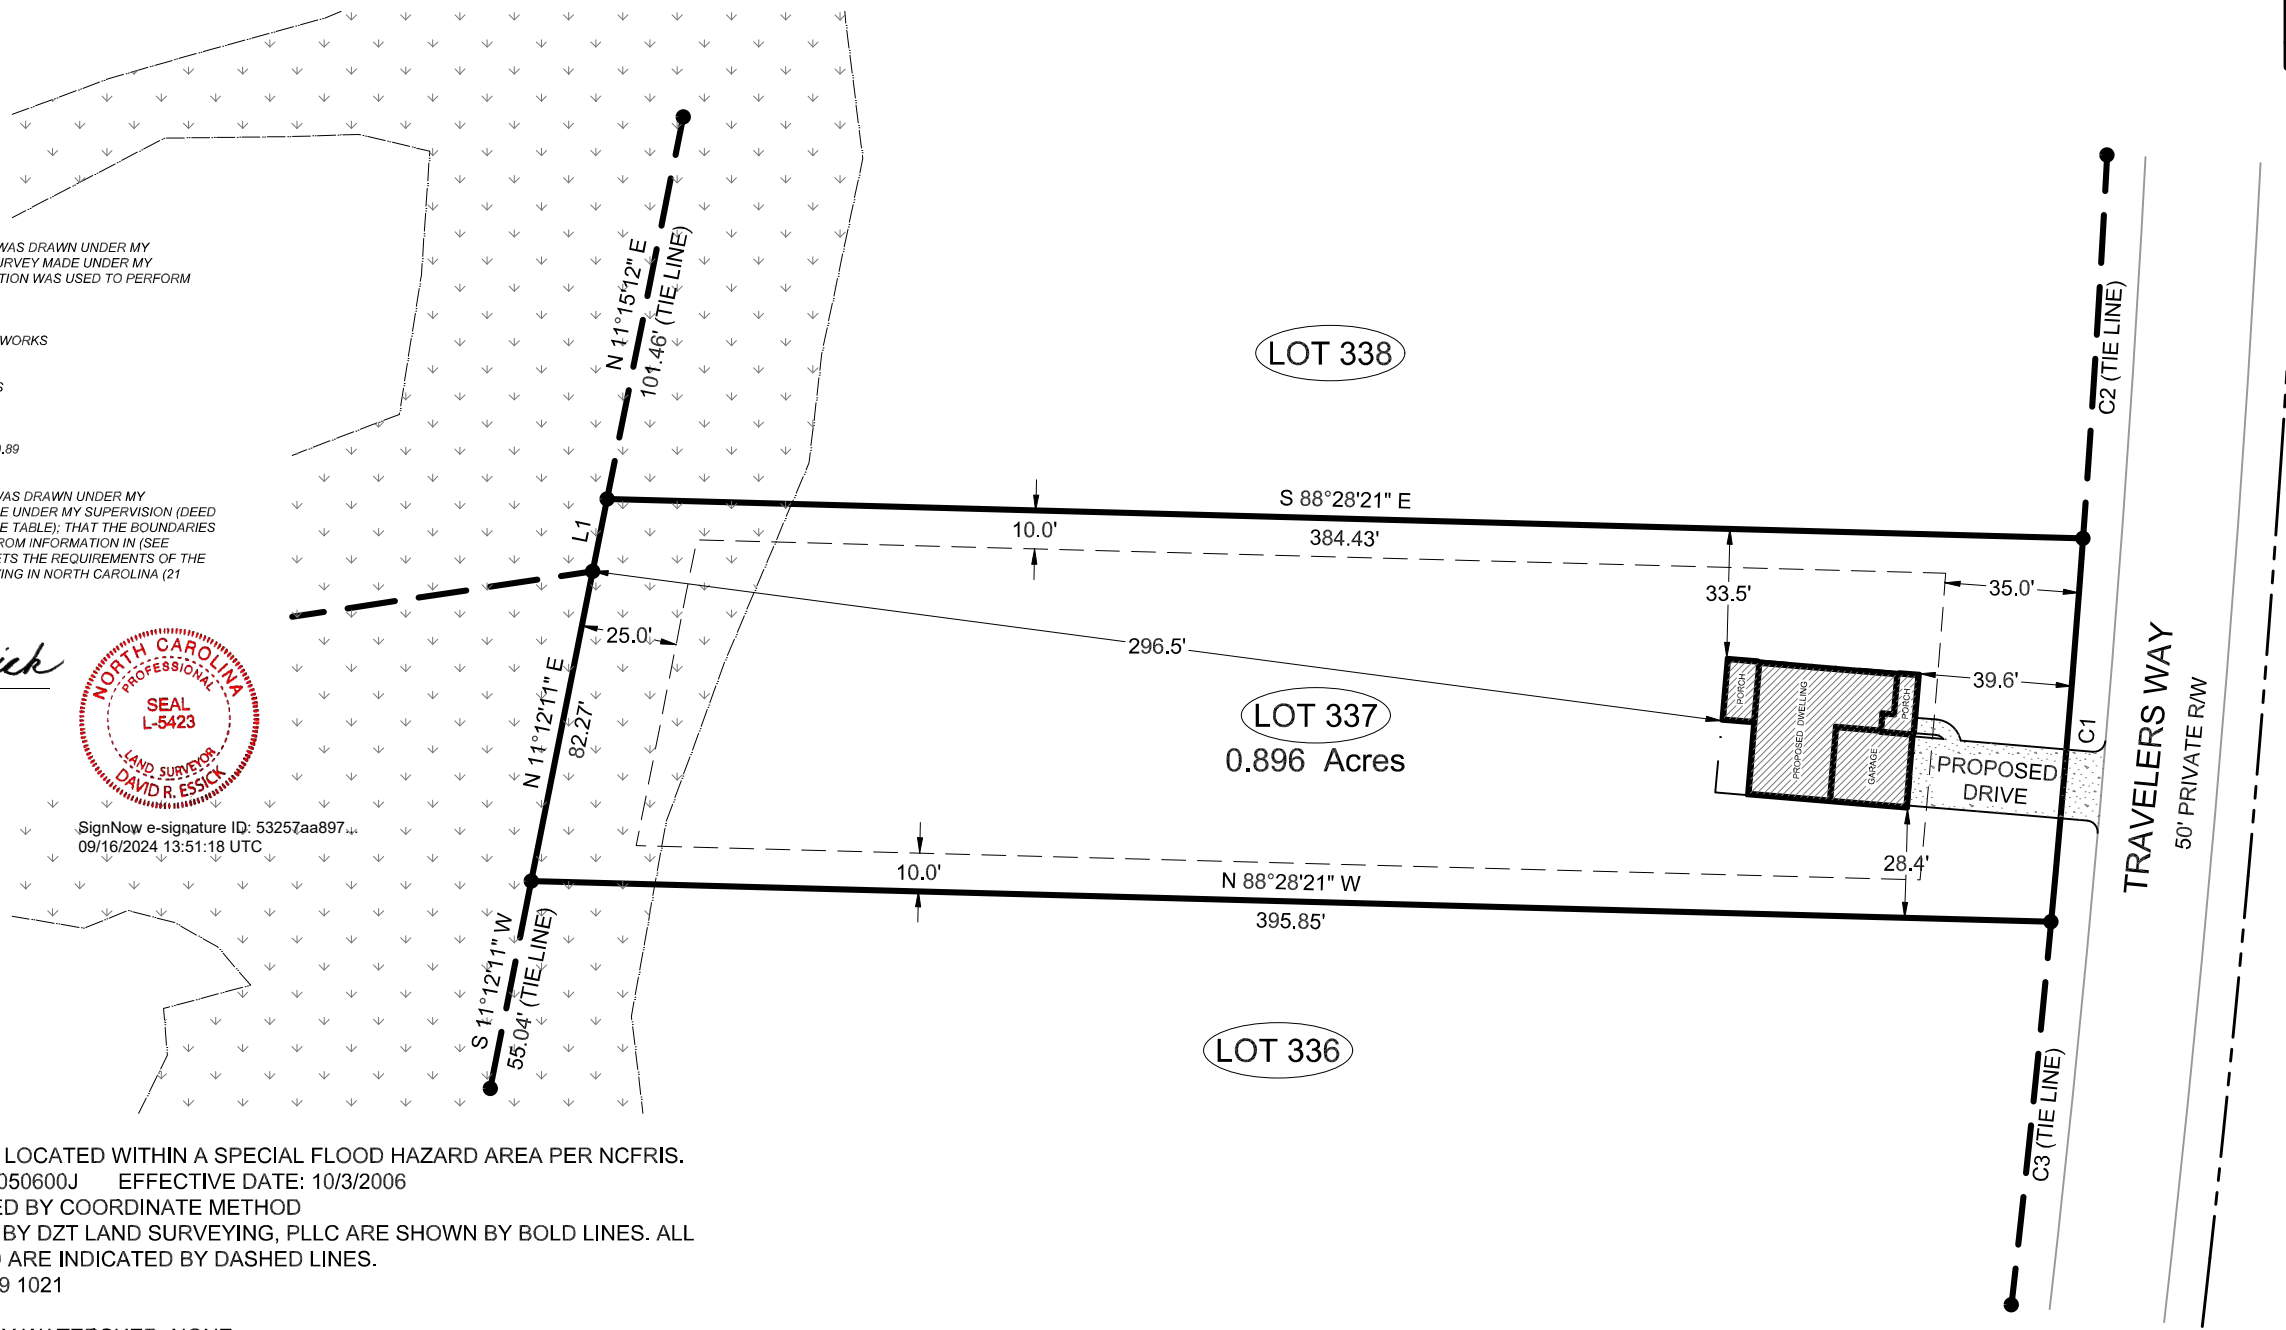 WAS DRAWN UNDER MY
URVEY MADE UNDER MY
TION WAS USED TO PERFORM
WORKS
S
.89
WAS DRAWN UNDER MY
E UNDER MY SUPERVISION (DEED
E TABLE); THAT THE BOUNDARIES
ROM INFORMATION IN (SEE
ETS THE REQUIREMENTS OF THE
YING IN NORTH CAROLINA (21
ick
NORTH CAROLINA
PROFESSIONAL
SEAL
L-5423
LAND SURVEYOR
DAVID R. ESSICK
SignNow e-signature ID: 53257aa897...
09/16/2024 13:51:18 UTC
N 11°15'12" E
101.46' (TIE LINE)
L1
25.0'
N 11°12'11" E
82.27'
S 11°12'11" W
55.04' (TIE LINE)
LOT 338
S 88°28'21" E
10.0'
384.43'
33.5'
35.0'
296.5'
39.6'
LOT 337
0.896 Acres
PORCH
PROPOSED DWELLING
PORCH
GARAGE
PROPOSED
DRIVE
C1
28.4'
10.0'
N 88°28'21" W
395.85'
LOT 336
C2 (TIE LINE)
TRAVELERS WAY
50' PRIVATE R/W
C3 (TIE LINE)
LOCATED WITHIN A SPECIAL FLOOD HAZARD AREA PER NCFRIS.
050600J EFFECTIVE DATE: 10/3/2006
ED BY COORDINATE METHOD
BY DZT LAND SURVEYING, PLLC ARE SHOWN BY BOLD LINES. ALL
ARE INDICATED BY DASHED LINES.
9 1021